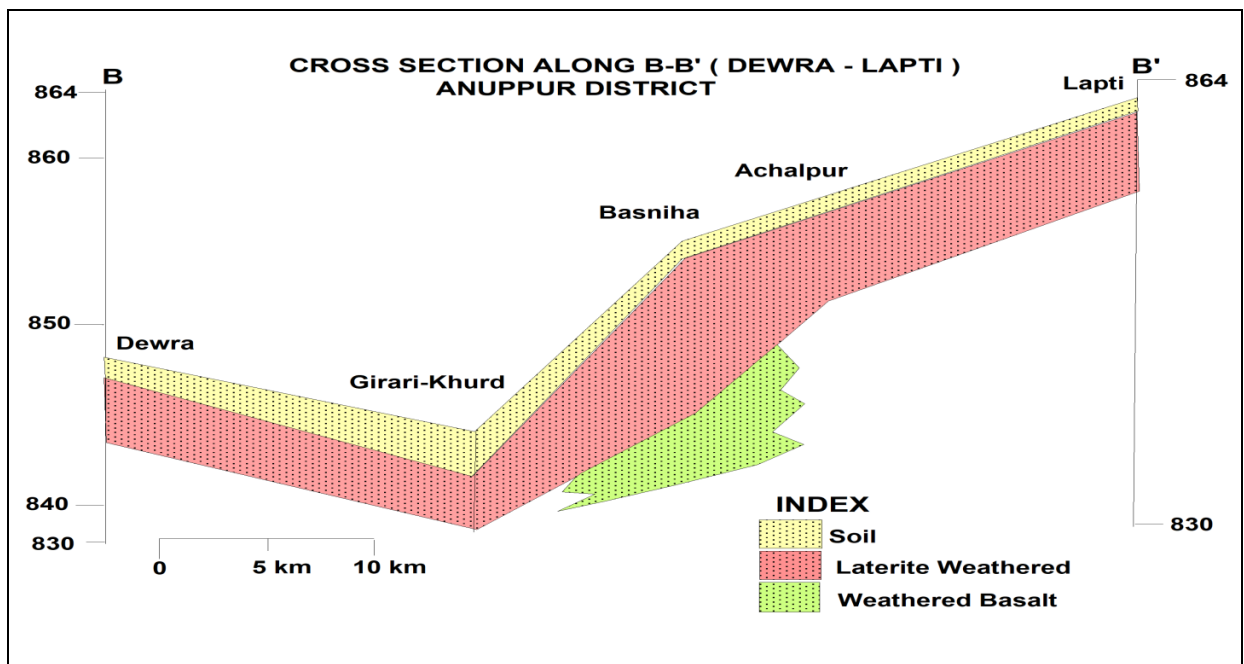 CROSS SECTION ALONG B-B' ( DEWRA - LAPTI )
ANUPPUR DISTRICT
B
B'
864
864
Lapti
860
Achalpur
Basniha
850
Dewra
Girari-Khurd
840
830
830
0
5 km
10 km
INDEX
Soil
Laterite Weathered
Weathered Basalt